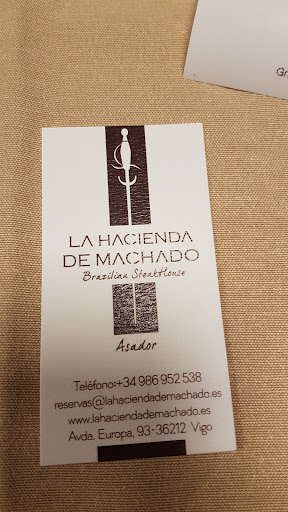 Gr
LA HACIENDA
DE MACHADO
Brazilian SteakHouse
Asador
Teléfono:+34 986 952 538
reservas@lahaciendademachado.es
www.lahaciendademachado.es
Avda. Europa, 93-36212 Vigo